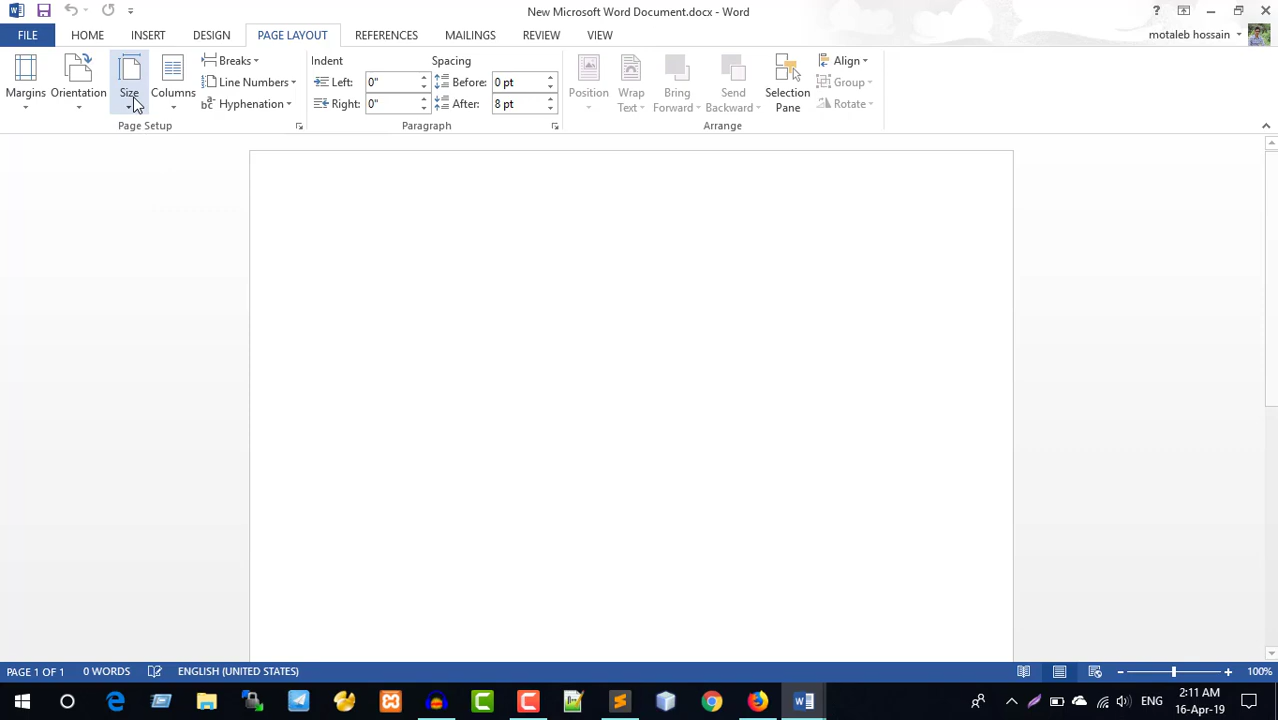 New Microsoft Word Document.docx - Word
FILE HOME INSERT DESIGN PAGE LAYOUT REFERENCES MAILINGS REVIEW VIEW motaleb hossain
Margins
Orientation
Size
Columns
Breaks
Line Numbers
Hyphenation
Page Setup
Indent
Left: 0"
Right: 0"
Spacing
Before: 0 pt
After: 8 pt
Paragraph
Position
Wrap
Text
Bring
Forward
Send
Backward
Selection
Pane
Align
Group
Rotate
Arrange
PAGE 1 OF 1 0 WORDS ENGLISH (UNITED STATES) 100%
ENG
2:11 AM
16-Apr-19